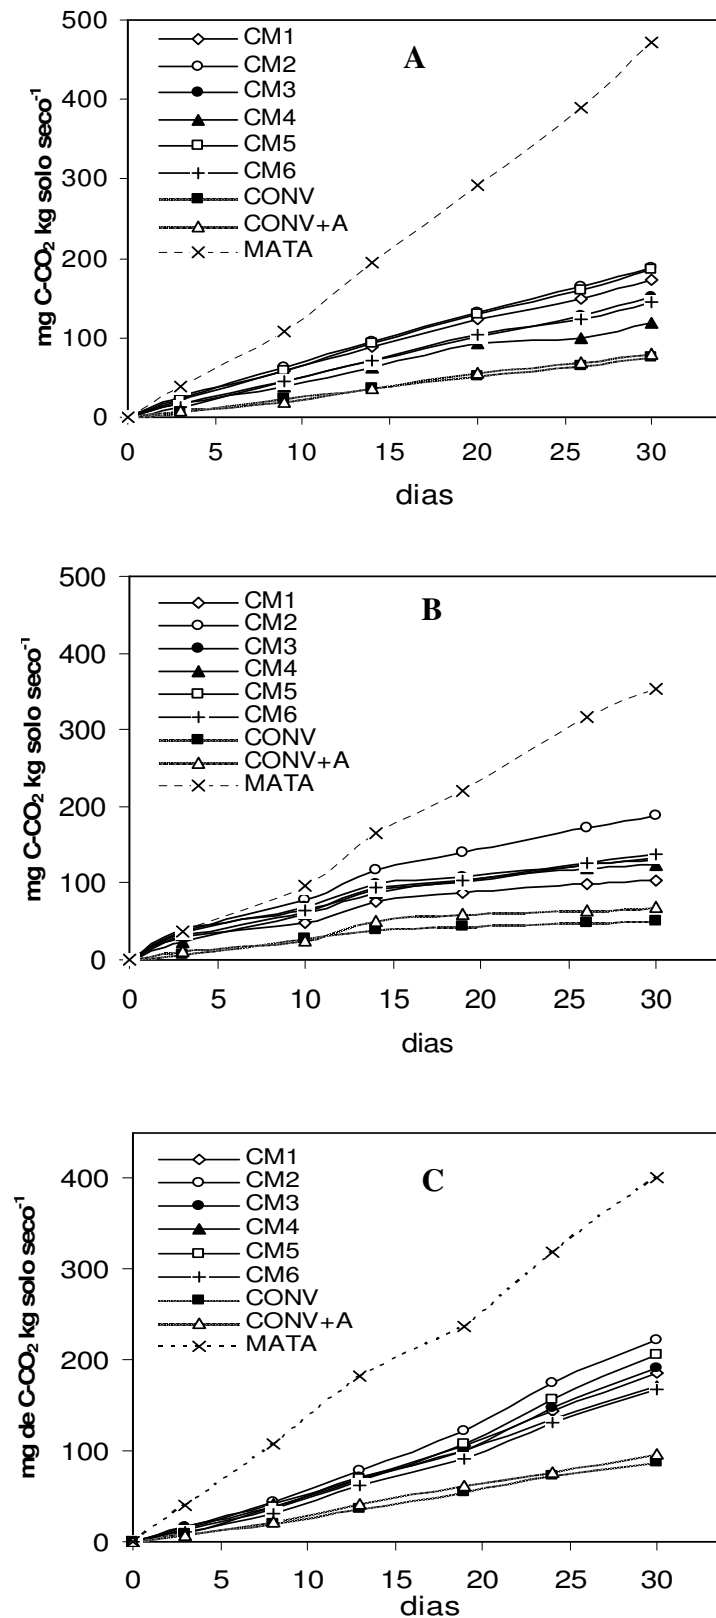 500
400
300
200
100
0
mg C-CO₂ kg solo seco⁻¹
CM1
CM2
CM3
CM4
CM5
CM6
CONV
CONV+A
MATA
A
0 5 10 15 20 25 30
dias
500
400
300
200
100
0
mg C-CO₂ kg solo seco⁻¹
CM1
CM2
CM3
CM4
CM5
CM6
CONV
CONV+A
MATA
B
0 5 10 15 20 25 30
dias
400
300
200
100
0
mg de C-CO₂ kg solo seco⁻¹
CM1
CM2
CM3
CM4
CM5
CM6
CONV
CONV+A
MATA
C
0 5 10 15 20 25 30
dias